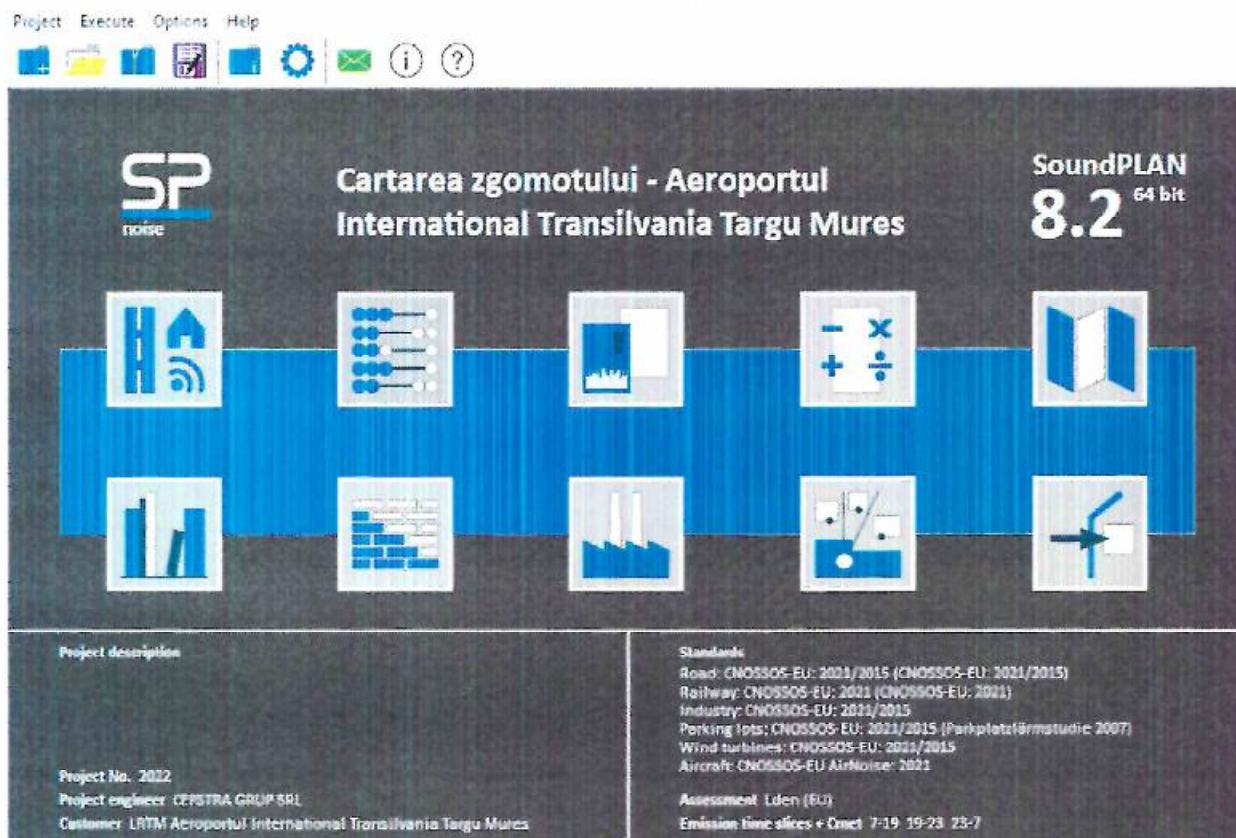 Project Execute Options Help
SP
noise
Cartarea zgomotului - Aeroportul
International Transilvania Targu Mures
SoundPLAN
8.2 64 bit
Project description
Project No. 2022
Project engineer CEPSTRA GRUP SRL
Customer LRTM Aeroportul International Transilvania Targu Mures
Standards
Road: CNOSSOS-EU: 2021/2015 (CNOSSOS-EU: 2021/2015)
Railway: CNOSSOS-EU: 2021 (CNOSSOS-EU: 2021)
Industry: CNOSSOS-EU: 2021/2015
Parking lots: CNOSSOS-EU: 2021/2015 (Parkplatzlärmstudie 2007)
Wind turbines: CNOSSOS-EU: 2021/2015
Aircraft: CNOSSOS-EU AirNoise: 2021
Assessment Lden (EU)
Emission time slices + Cmet 7-19 19-23 23-7